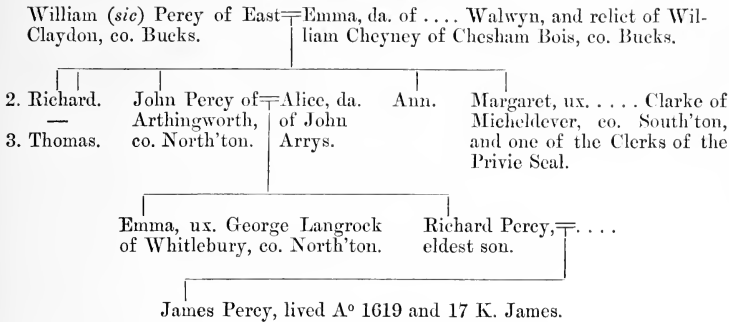 William (sic) Percy of East Claydon, co. Bucks.
Emma, da. of . . . . Walwyn, and relict of William Cheyney of Chesham Bois, co. Bucks.
2. Richard.
—
3. Thomas.
John Percy of
Arthingworth,
co. North'ton.
Alice, da.
of John
Arrys.
Ann.
Margaret, ux. . . . . . Clarke of
Micheldever, co. South'ton,
and one of the Clerks of the
Privie Seal.
Emma, ux. George Langrock
of Whitlebury, co. North'ton.
Richard Percy,
eldest son.
. . . .
James Percy, lived Aº 1619 and 17 K. James.